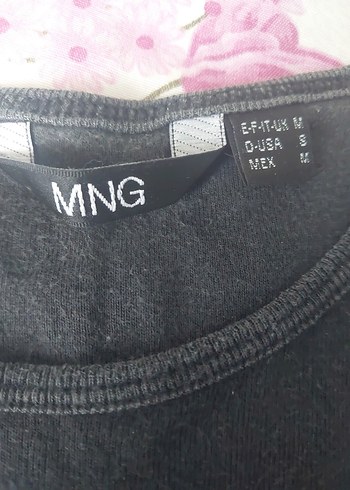 MNG
E-F-IT-UK M
D-USA S
MEX M